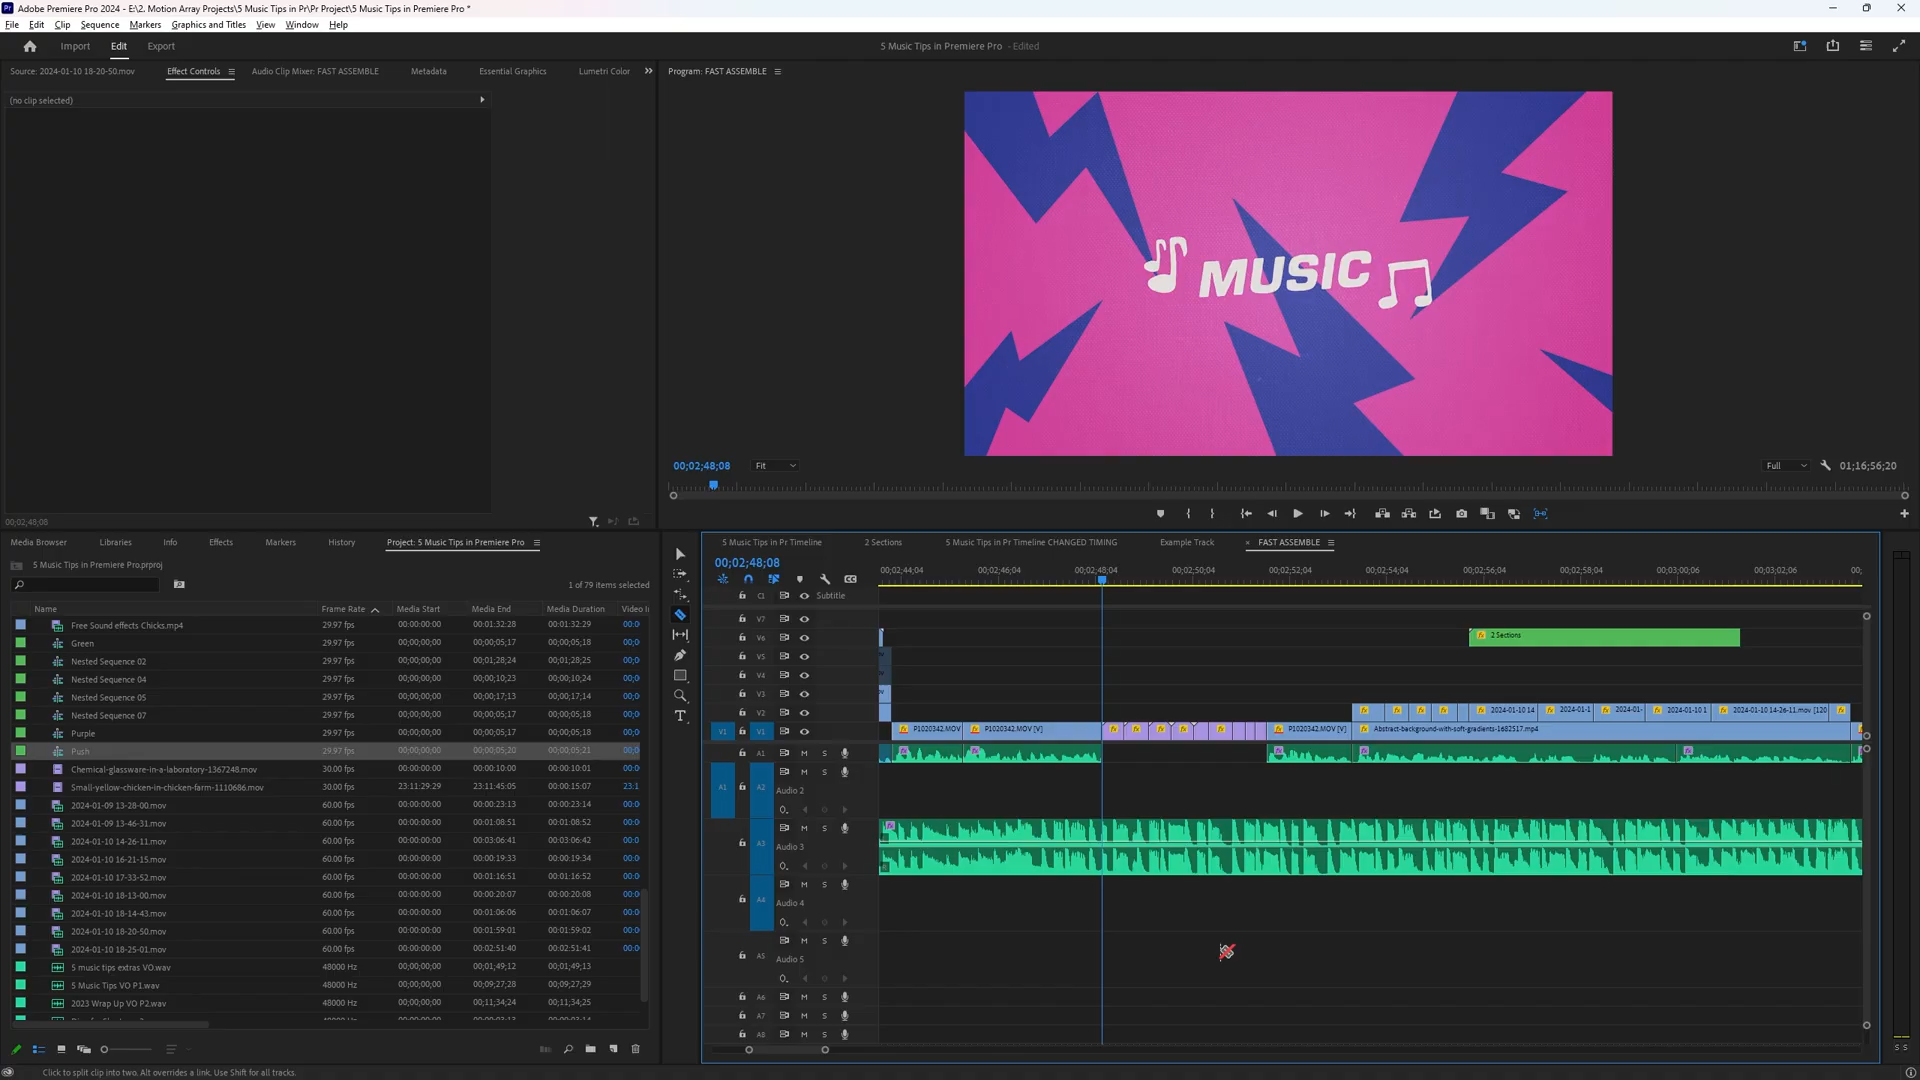 Adobe Premiere Pro 2024 - E:\2. Motion Array Projects\5 Music Tips in Pr\Pr Project\5 Music Tips in Premiere Pro *
File Edit Clip Sequence Markers Graphics and Titles View Window Help
Import Edit Export
5 Music Tips in Premiere Pro - Edited
Source: 2024-01-10 18-20-50.mov Effect Controls Audio Clip Mixer: FAST ASSEMBLE Metadata Essential Graphics Lumetri Color
Program: FAST ASSEMBLE
(no clip selected)
MUSIC
00;02;48;08 Fit Full 01;16;56;20
00;02;48;08
Media Browser Libraries Info Effects Markers History Project: 5 Music Tips in Premiere Pro
5 Music Tips in Premiere Pro.prproj
1 of 79 items selected
Name Frame Rate Media Start Media End Media Duration Video I
Free Sound effects Chicks.mp4 29.97 fps 00:00:00:00 00:01:32:28 00:01:32:29 00:0
Green 29.97 fps 00;00;00;00 00;00;05;17 00;00;05;18 00;0
Nested Sequence 02 29.97 fps 00;00;00;00 00;01;28;24 00;01;28;25 00;0
Nested Sequence 04 29.97 fps 00;00;00;00 00;00;10;23 00;00;10;24 00;0
Nested Sequence 05 29.97 fps 00;00;00;00 00;00;17;13 00;00;17;14 00;0
Nested Sequence 07 29.97 fps 00;00;00;00 00;00;05;17 00;00;05;18 00;0
Purple 29.97 fps 00;00;00;00 00;00;05;17 00;00;05;18 00;0
Push 29.97 fps 00;00;00;00 00;00;05;20 00;00;05;21 00;0
Chemical-glassware-in-a-laboratory-1367248.mov 30.00 fps 00:00:00:00 00:00:10:00 00:00:10:01 00:0
Small-yellow-chicken-in-chicken-farm-1110686.mov 30.00 fps 23:11:29:29 23:11:45:05 00:00:15:07 23:1
2024-01-09 13-28-00.mov 60.00 fps 00:00:00:00 00:00:23:13 00:00:23:14 00:0
2024-01-09 13-46-31.mov 60.00 fps 00:00:00:00 00:01:08:51 00:01:08:52 00:0
2024-01-10 14-26-11.mov 60.00 fps 00:00:00:00 00:03:06:41 00:03:06:42 00:0
2024-01-10 16-21-15.mov 60.00 fps 00:00:00:00 00:00:19:33 00:00:19:34 00:0
2024-01-10 17-33-52.mov 60.00 fps 00:00:00:00 00:01:16:51 00:01:16:52 00:0
2024-01-10 18-13-00.mov 60.00 fps 00:00:00:00 00:00:20:07 00:00:20:08 00:0
2024-01-10 18-14-43.mov 60.00 fps 00:00:00:00 00:01:06:06 00:01:06:07 00:0
2024-01-10 18-20-50.mov 60.00 fps 00:00:00:00 00:01:59:01 00:01:59:02 00:0
2024-01-10 18-25-01.mov 60.00 fps 00:00:00:00 00:02:51:40 00:02:51:41 00:0
5 music tips extras VO.wav 48000 Hz 00;00;00;00 00;01;49;12 00;01;49;13
5 Music Tips VO P1.wav 48000 Hz 00;00;00;00 00;09;27;28 00;09;27;29
2023 Wrap Up VO P2.wav 48000 Hz 00;00;00;00 00;11;34;24 00;11;34;25
5 Music Tips in Pr Timeline 2 Sections 5 Music Tips in Pr Timeline CHANGED TIMING Example Track FAST ASSEMBLE
00;02;48;08
00;02;44;04 00;02;46;04 00;02;48;04 00;02;50;04 00;02;52;04 00;02;54;04 00;02;56;04 00;02;58;04 00;03;00;06 00;03;02;06 00;
C1 Subtitle
V7
V6 2 Sections
V5
V4
V3
V2 2024-01-10 14 2024-01-1 2024-01- 2024-01-10 1 2024-01-10 14-26-11.mov [120
V1 V1 P1020342.MOV P1020342.MOV [V] P1020342.MOV [V] Abstract-background-with-soft-gradients-1682517.mp4
A1 M S
M S
A1 A2
Audio 2
M S
A3 Audio 3
M S
A4 Audio 4
M S
A5 Audio 5
A6 M S
A7 M S
A8 M S
S S
Click to split clip into two. Alt overrides a link. Use Shift for all tracks.